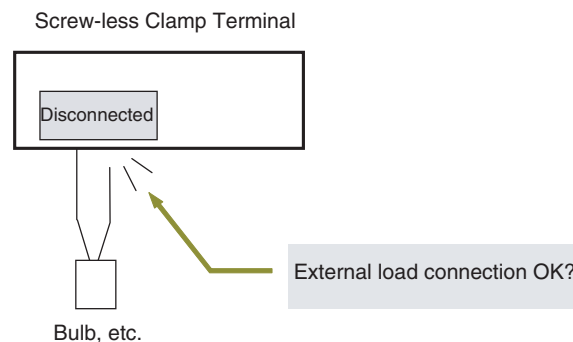 Screw-less Clamp Terminal
Disconnected
External load connection OK?
Bulb, etc.